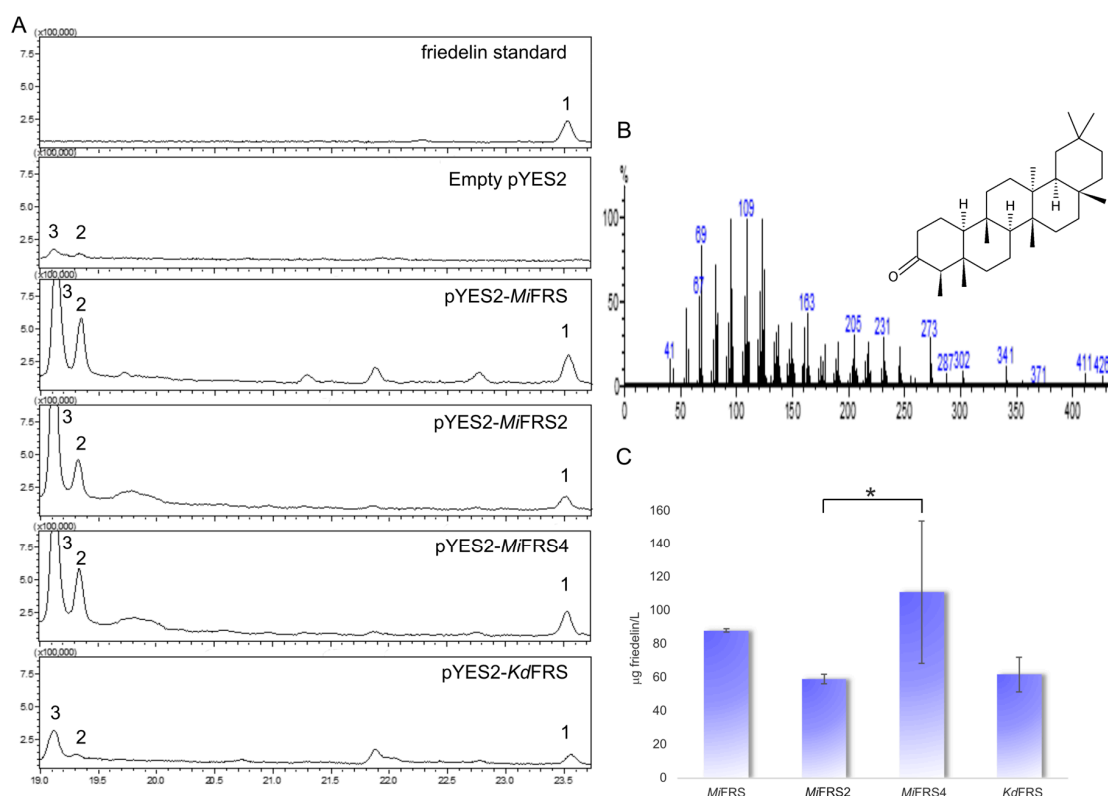 A
(x100,000)
friedelin standard
7.5
5.0
2.5
1
(x100,000)
Empty pYES2
7.5
5.0
2.5
3 2
(x100,000)
pYES2-MiFRS
7.5
5.0
2.5
3
2
1
(x100,000)
pYES2-MiFRS2
7.5
5.0
2.5
3
2
1
(x100,000)
pYES2-MiFRS4
7.5
5.0
2.5
3
2
1
(x100,000)
pYES2-KdFRS
7.5
5.0
2.5
3
2
1
19.0 19.5 20.0 20.5 21.0 21.5 22.0 22.5 23.0 23.5
B
%
100
50
0
41
67
69
109
163
205
231
273
287
302
341
371
411
426
0 50 100 150 200 250 300 350 400
H
H
H
O
C
*
µg friedelin/L
160
140
120
100
80
60
40
20
0
MiFRS MiFRS2 MiFRS4 KdFRS